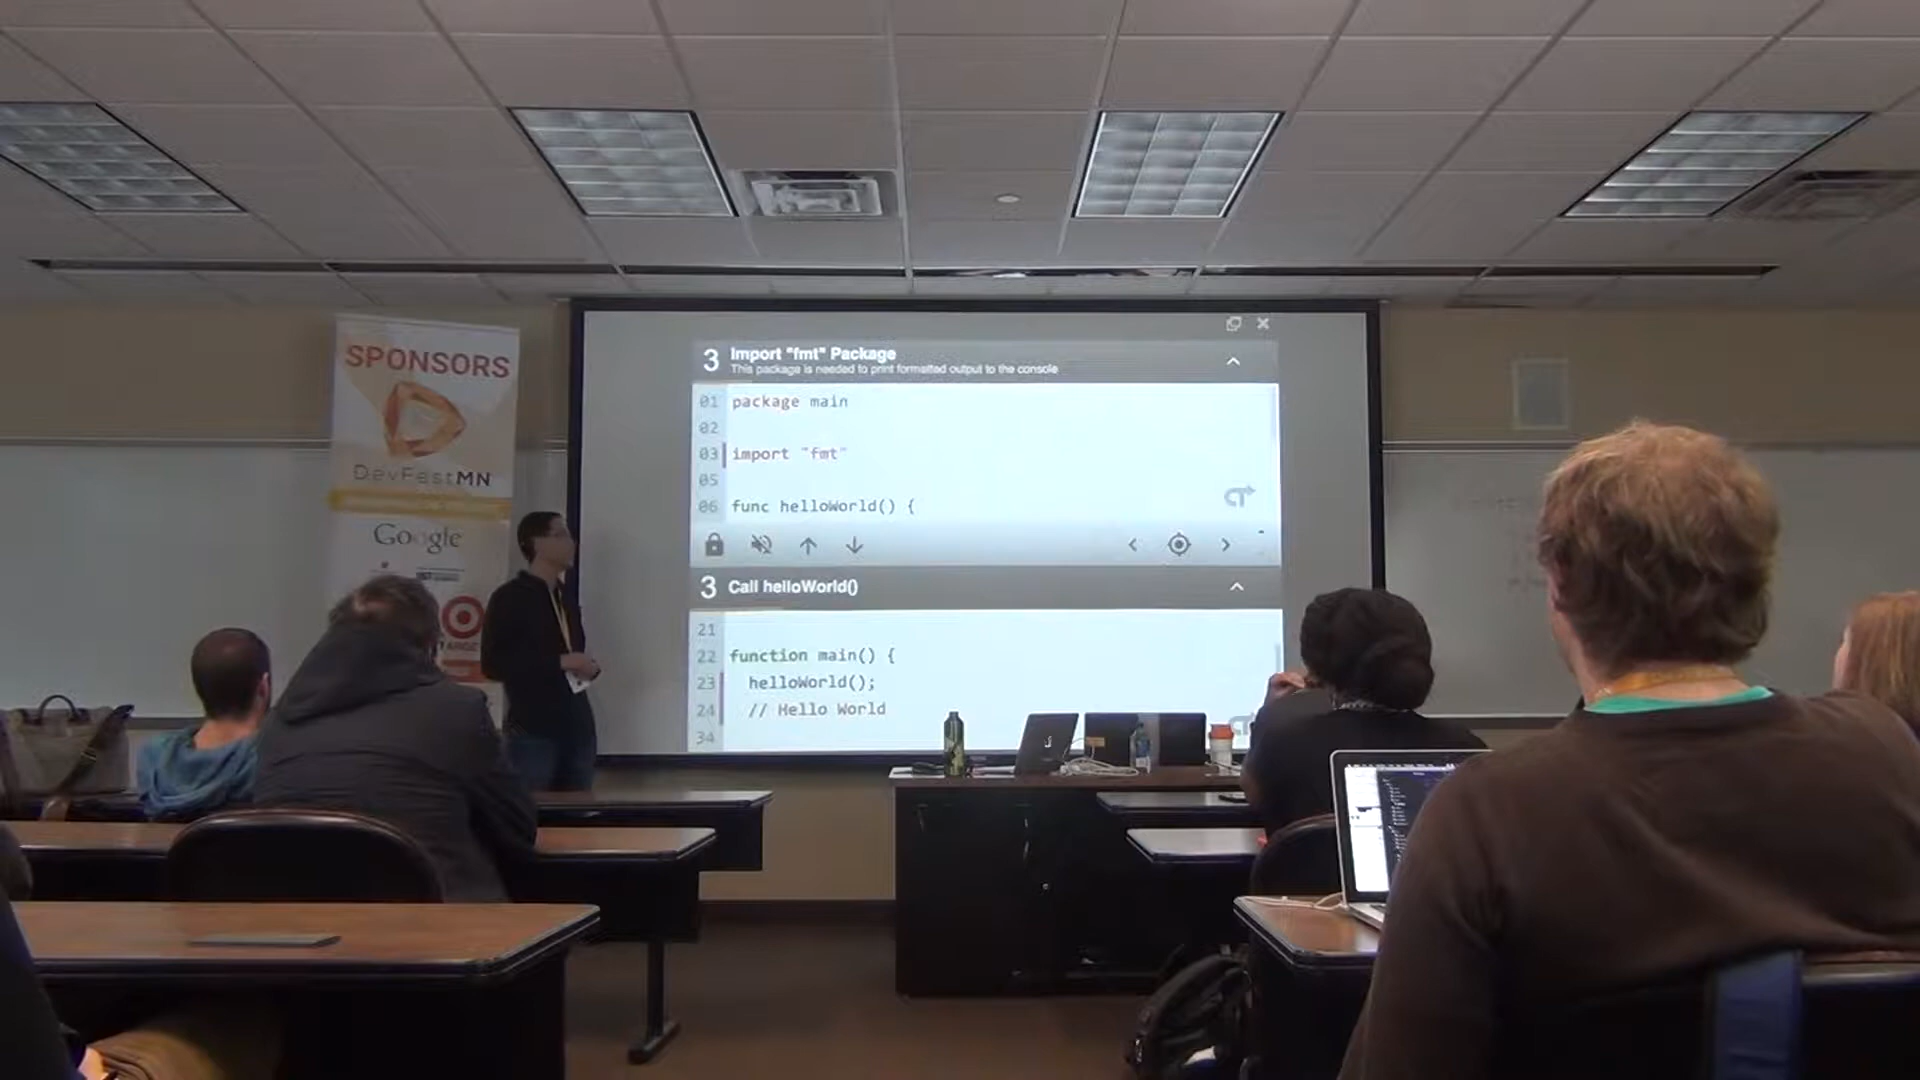 SPONSORS
DevFestMN
Google
3 Import "fmt" Package
This package is needed to print formatted output to the console
01 package main
02
03 import "fmt"
05
06 func helloWorld() {
3 Call helloWorld()
21
22 function main() {
23 helloWorld();
24 // Hello World
34